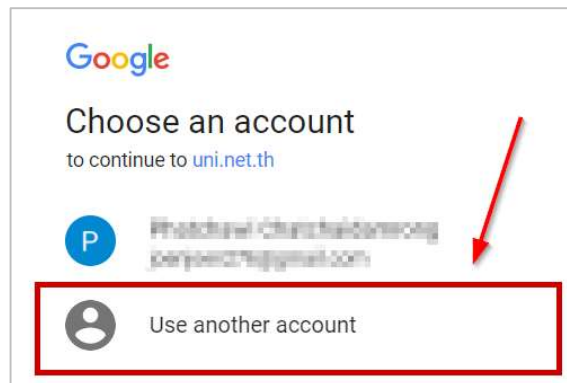 Google
Choose an account
to continue to uni.net.th
P
Use another account